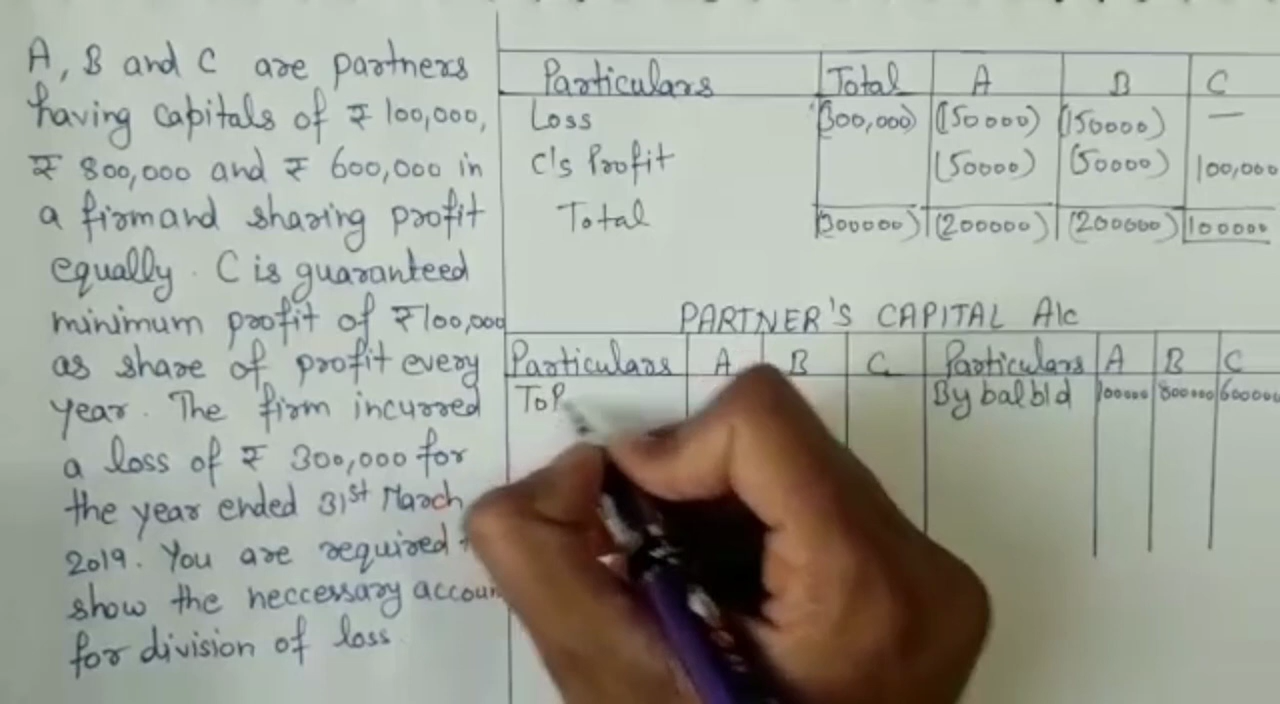 A, B and C are partners
having capitals of ₹ 100,000,
₹ 800,000 and ₹ 600,000 in
a firm and sharing profit
equally. C is guaranteed
minimum profit of ₹100,000
as share of profit every
year. The firm incurred
a loss of ₹ 300,000 for
the year ended 31st March
2019. You are required
show the neccessary accoun
for division of loss.
Particulars Total A B C
Loss (300,000) (150000) (150000) —
C's Profit (50000) (50000) 100,000
Total (300000) (200000) (200000) 100000
PARTNER'S CAPITAL A/c
Particulars A B C Particulars A B C
To P By bal b/d 100000 800000 600000